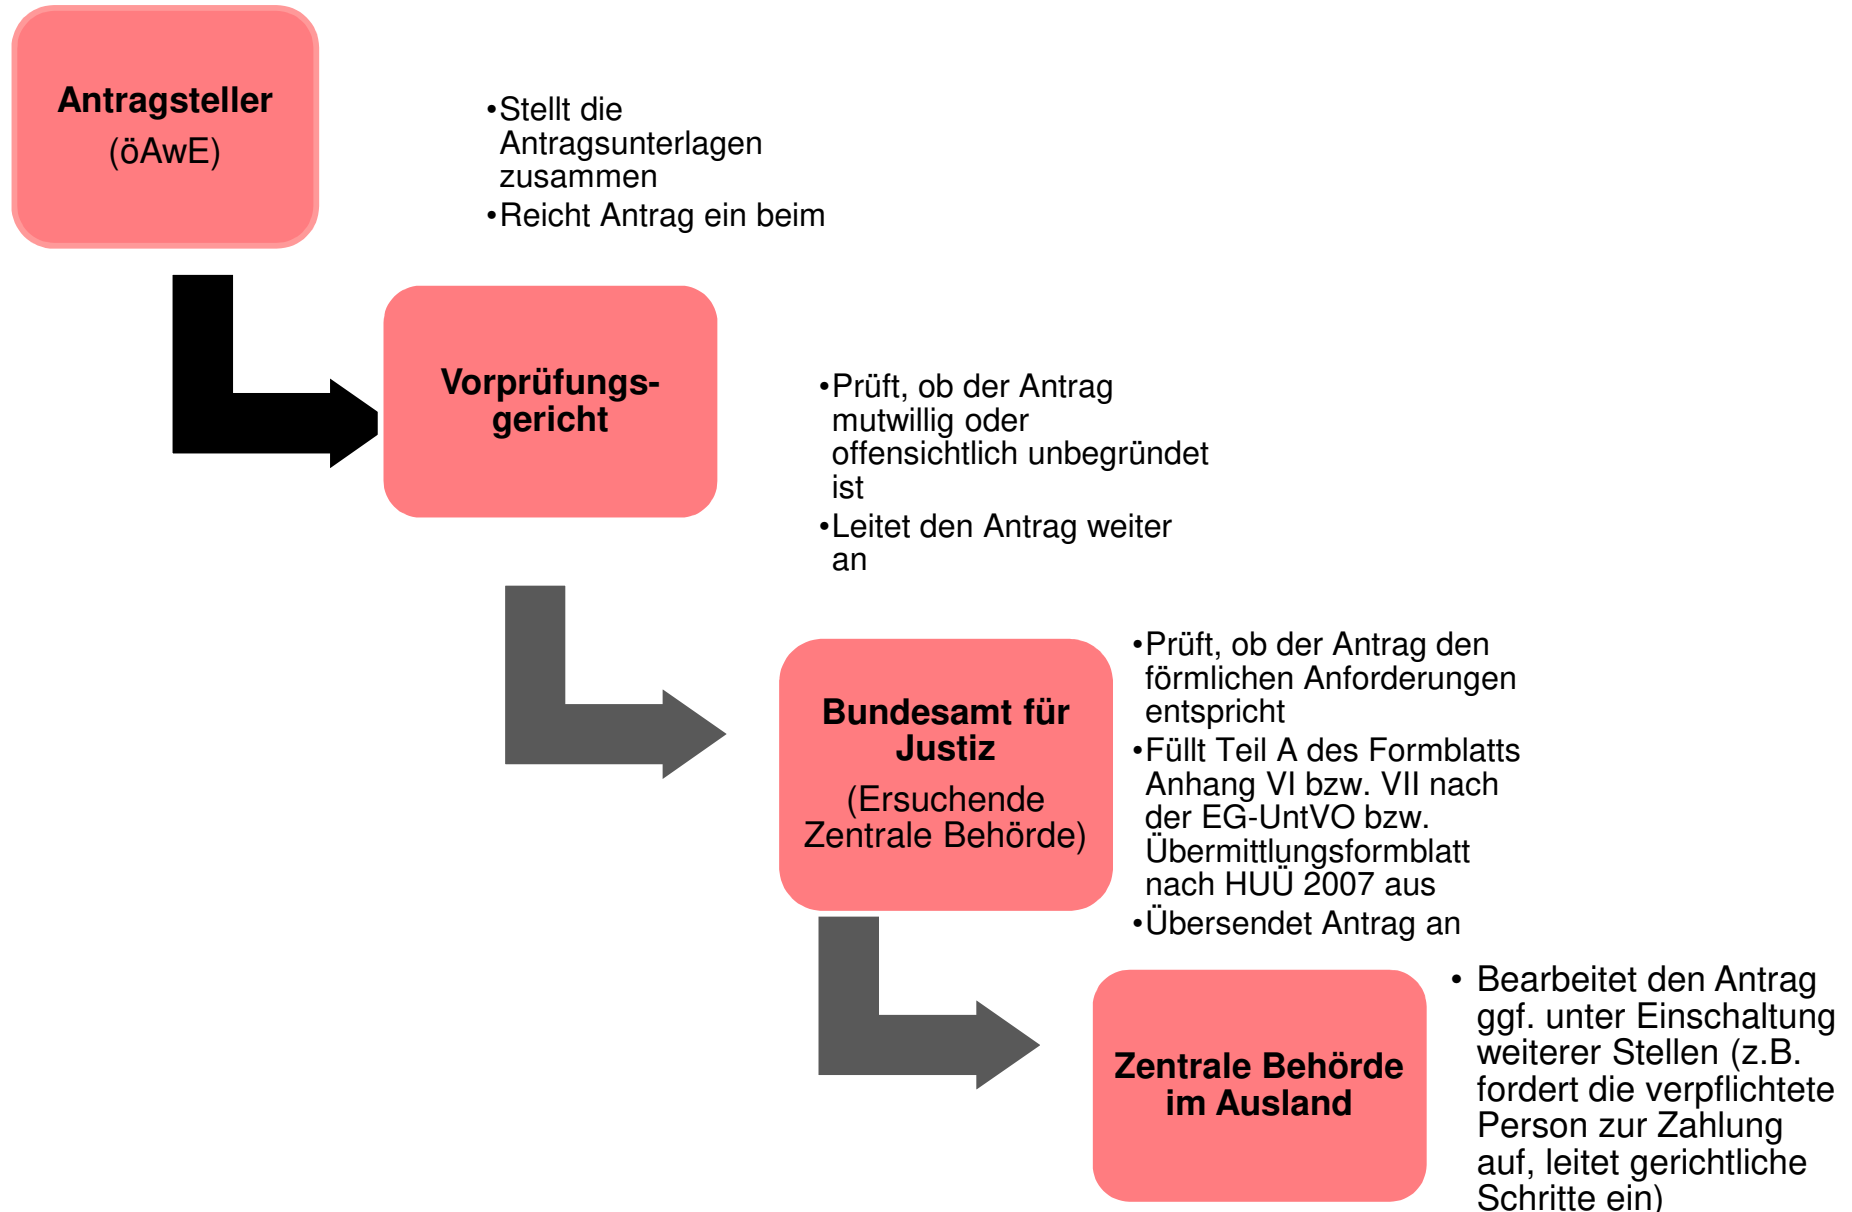 Antragsteller
(öAwE)
•Stellt die
Antragsunterlagen
zusammen
•Reicht Antrag ein beim
Vorprüfungs-
gericht
•Prüft, ob der Antrag
mutwillig oder
offensichtlich unbegründet
ist
•Leitet den Antrag weiter
an
Bundesamt für
Justiz
(Ersuchende
Zentrale Behörde)
•Prüft, ob der Antrag den
förmlichen Anforderungen
entspricht
•Füllt Teil A des Formblatts
Anhang VI bzw. VII nach
der EG-UntVO bzw.
Übermittlungsformblatt
nach HUÜ 2007 aus
•Übersendet Antrag an
Zentrale Behörde
im Ausland
• Bearbeitet den Antrag
ggf. unter Einschaltung
weiterer Stellen (z.B.
fordert die verpflichtete
Person zur Zahlung
auf, leitet gerichtliche
Schritte ein)